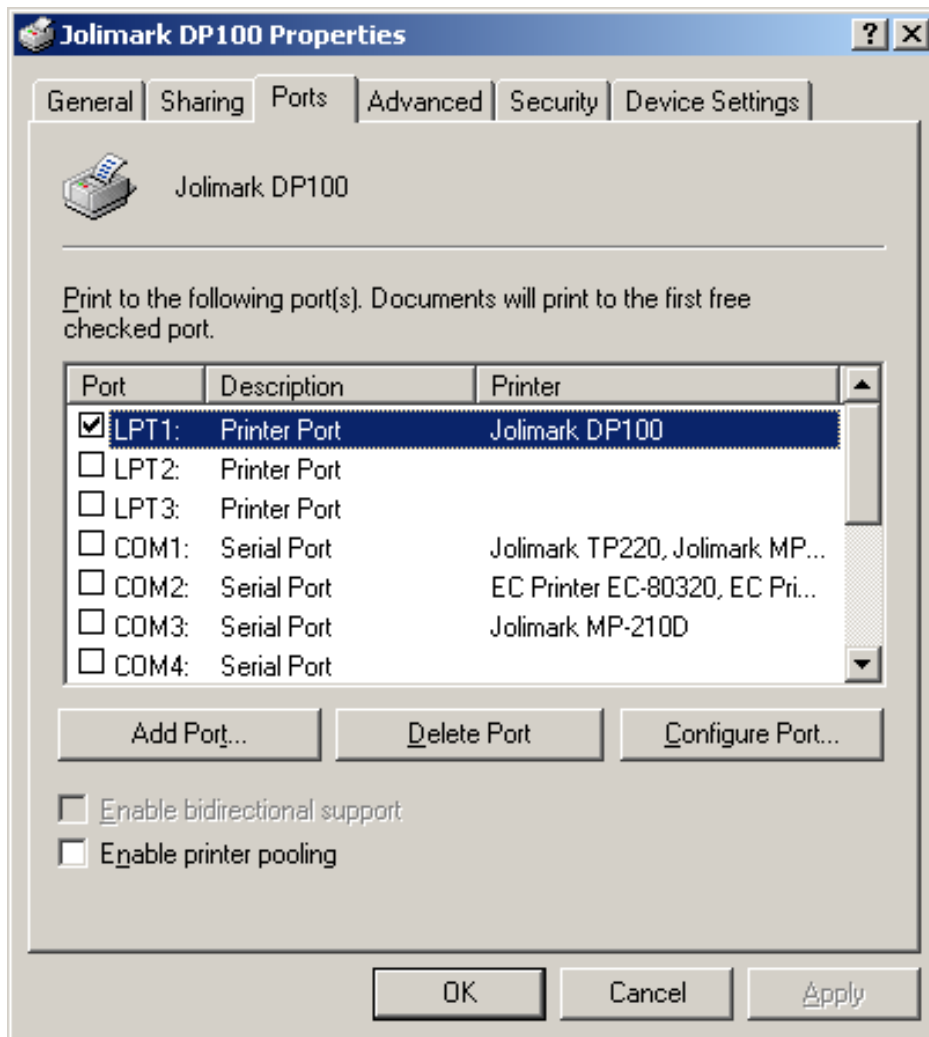 Jolimark DP100 Properties
General Sharing Ports Advanced Security Device Settings
Jolimark DP100
Print to the following port(s). Documents will print to the first free
checked port.
Port Description Printer
LPT1: Printer Port Jolimark DP100
LPT2: Printer Port
LPT3: Printer Port
COM1: Serial Port Jolimark TP220, Jolimark MP...
COM2: Serial Port EC Printer EC-80320, EC Pri...
COM3: Serial Port Jolimark MP-210D
COM4: Serial Port
Add Port... Delete Port Configure Port...
Enable bidirectional support
Enable printer pooling
OK Cancel Apply